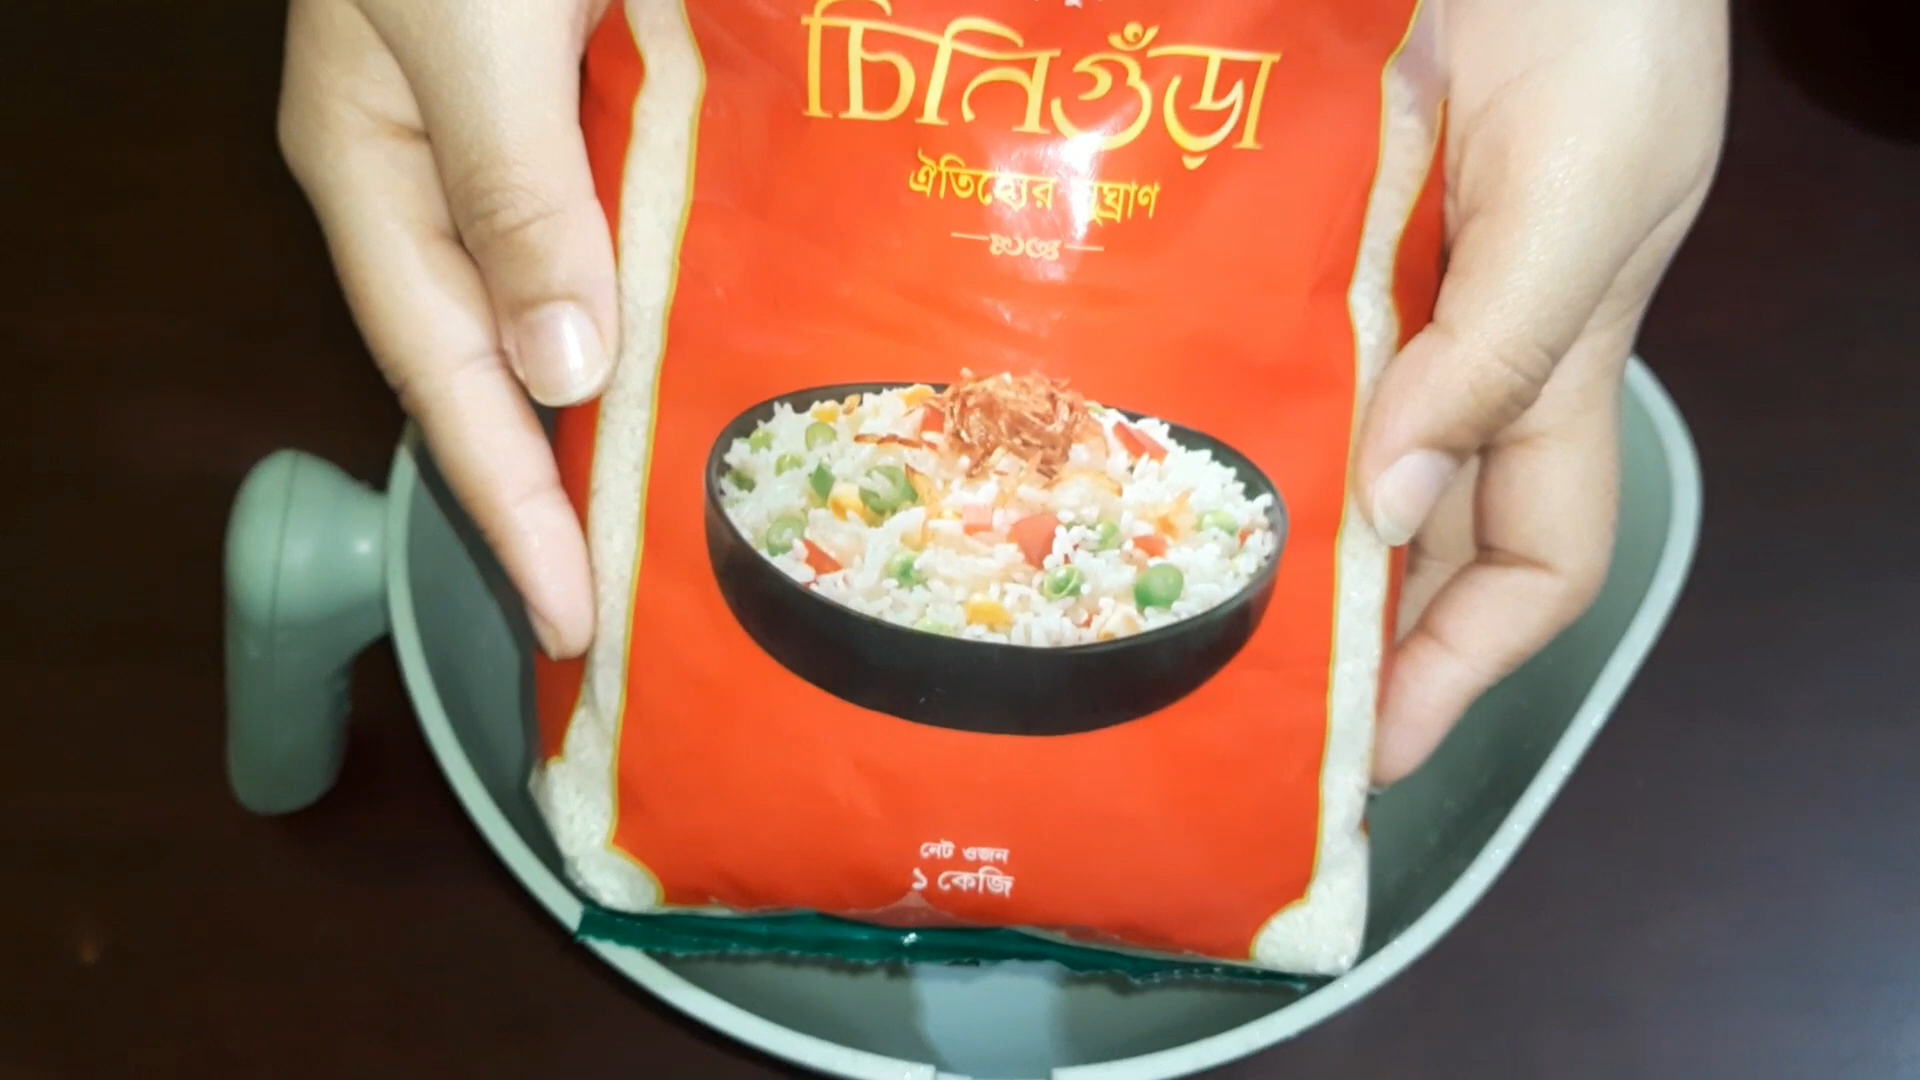 চিনিগুঁড়া
ঐতিহ্যের সুঘ্রাণ
নেট ওজন
১ কেজি